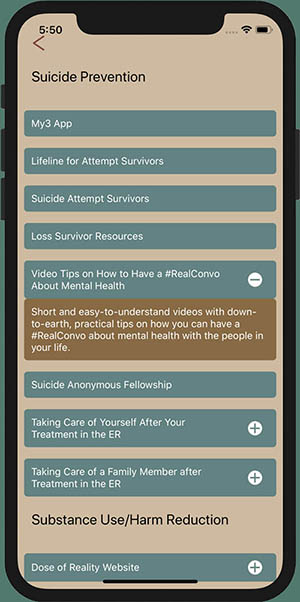 5:50
Suicide Prevention
My3 App
Lifeline for Attempt Survivors
Suicide Attempt Survivors
Loss Survivor Resources
Video Tips on How to Have a #RealConvo
About Mental Health
Short and easy-to-understand videos with down-
to-earth, practical tips on how you can have a
#RealConvo about mental health with the people in
your life.
Suicide Anonymous Fellowship
Taking Care of Yourself After Your
Treatment in the ER
Taking Care of a Family Member after
Treatment in the ER
Substance Use/Harm Reduction
Dose of Reality Website